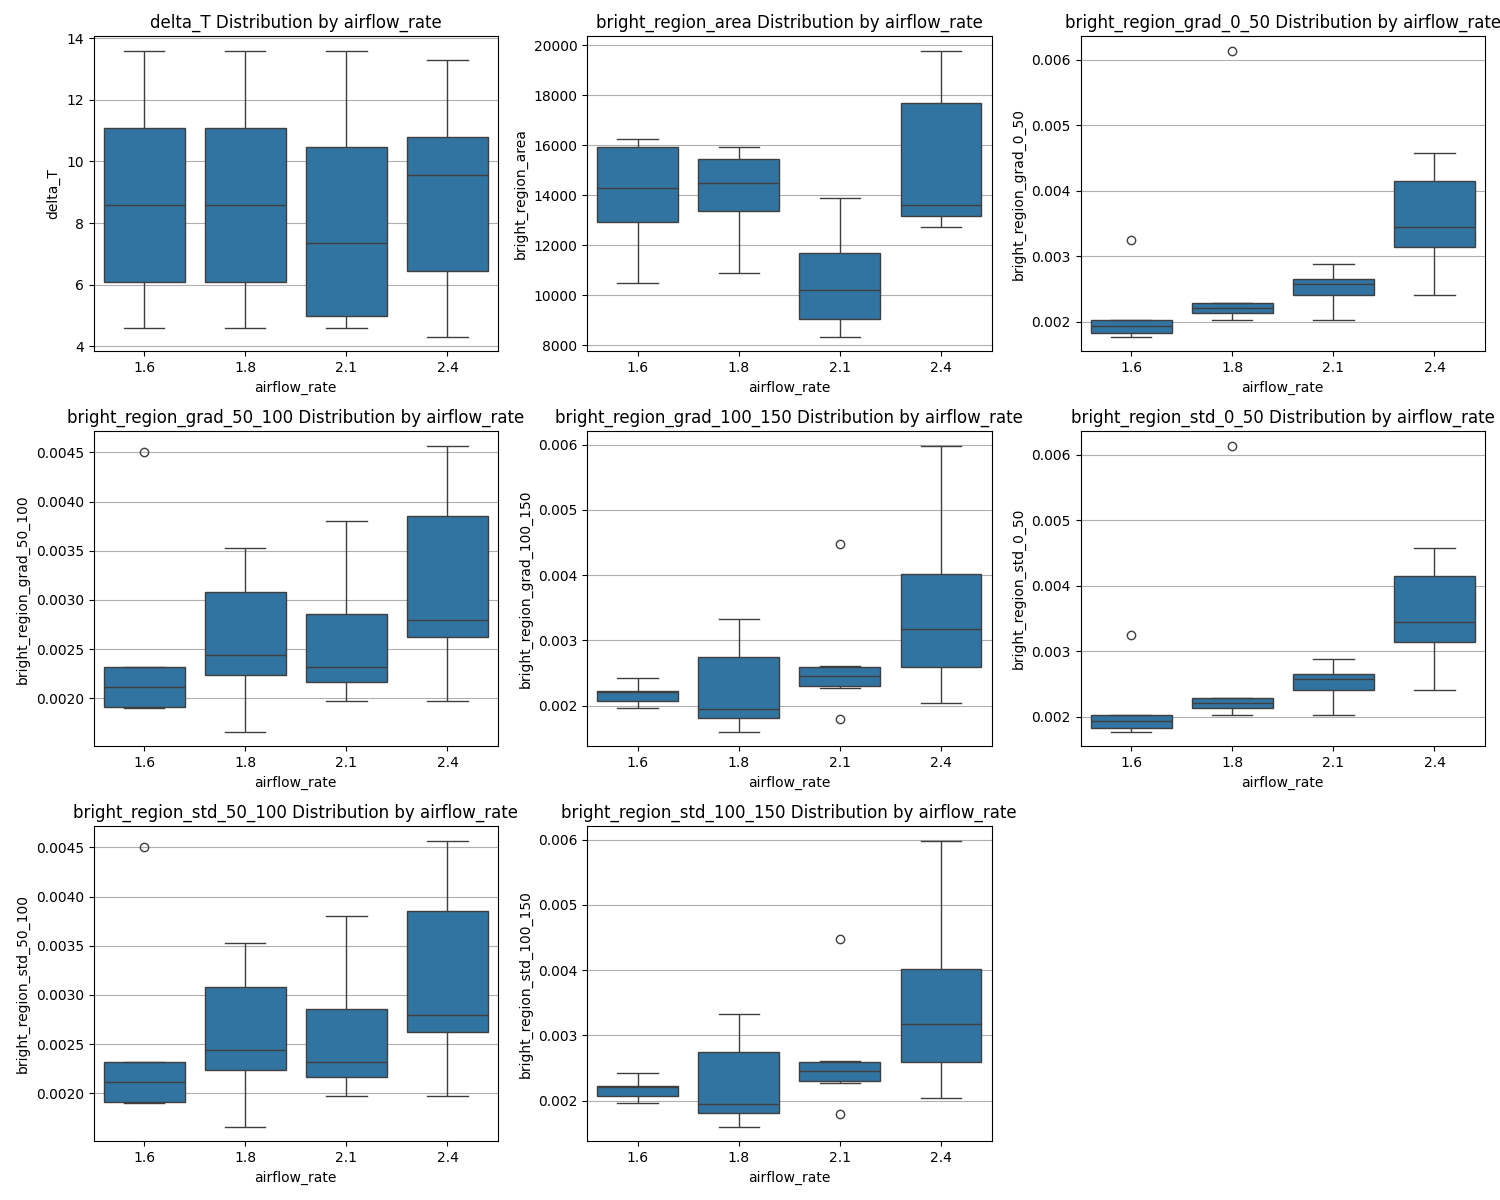 delta_T Distribution by airflow_rate
14
12
10
8
6
4
delta_T
1.6 1.8 2.1 2.4
airflow_rate
bright_region_area Distribution by airflow_rate
20000
18000
16000
14000
12000
10000
8000
bright_region_area
1.6 1.8 2.1 2.4
airflow_rate
bright_region_grad_0_50 Distribution by airflow_rate
0.006
0.005
0.004
0.003
0.002
bright_region_grad_0_50
1.6 1.8 2.1 2.4
airflow_rate
bright_region_grad_50_100 Distribution by airflow_rate
0.0045
0.0040
0.0035
0.0030
0.0025
0.0020
bright_region_grad_50_100
1.6 1.8 2.1 2.4
airflow_rate
bright_region_grad_100_150 Distribution by airflow_rate
0.006
0.005
0.004
0.003
0.002
bright_region_grad_100_150
1.6 1.8 2.1 2.4
airflow_rate
bright_region_std_0_50 Distribution by airflow_rate
0.006
0.005
0.004
0.003
0.002
bright_region_std_0_50
1.6 1.8 2.1 2.4
airflow_rate
bright_region_std_50_100 Distribution by airflow_rate
0.0045
0.0040
0.0035
0.0030
0.0025
0.0020
bright_region_std_50_100
1.6 1.8 2.1 2.4
airflow_rate
bright_region_std_100_150 Distribution by airflow_rate
0.006
0.005
0.004
0.003
0.002
bright_region_std_100_150
1.6 1.8 2.1 2.4
airflow_rate